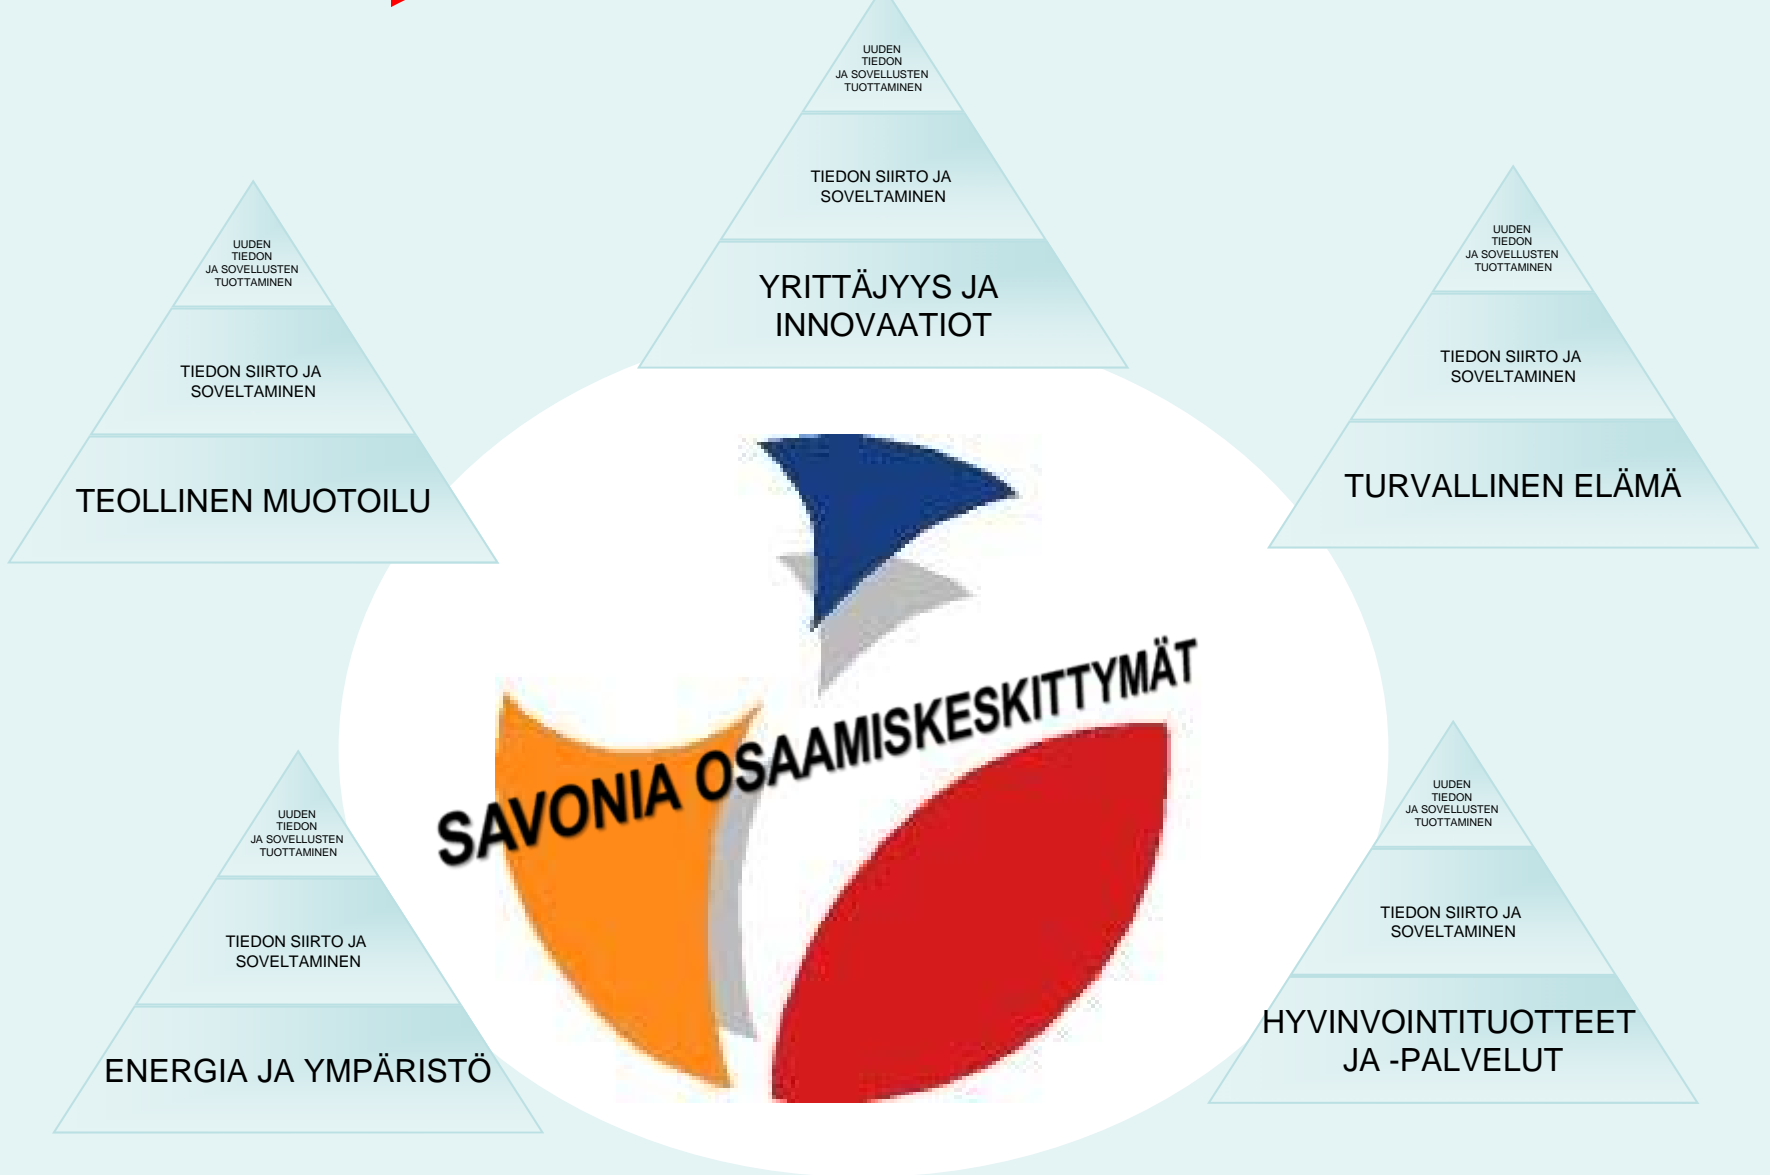 UUDEN
TIEDON
JA SOVELLUSTEN
TUOTTAMINEN
TIEDON SIIRTO JA
SOVELTAMINEN
YRITTÄJYYS JA
INNOVAATIOT
UUDEN
TIEDON
JA SOVELLUSTEN
TUOTTAMINEN
TIEDON SIIRTO JA
SOVELTAMINEN
TEOLLINEN MUOTOILU
UUDEN
TIEDON
JA SOVELLUSTEN
TUOTTAMINEN
TIEDON SIIRTO JA
SOVELTAMINEN
TURVALLINEN ELÄMÄ
SAVONIA OSAAMISKESKITTYMÄT
UUDEN
TIEDON
JA SOVELLUSTEN
TUOTTAMINEN
TIEDON SIIRTO JA
SOVELTAMINEN
ENERGIA JA YMPÄRISTÖ
UUDEN
TIEDON
JA SOVELLUSTEN
TUOTTAMINEN
TIEDON SIIRTO JA
SOVELTAMINEN
HYVINVOINTITUOTTEET
JA -PALVELUT